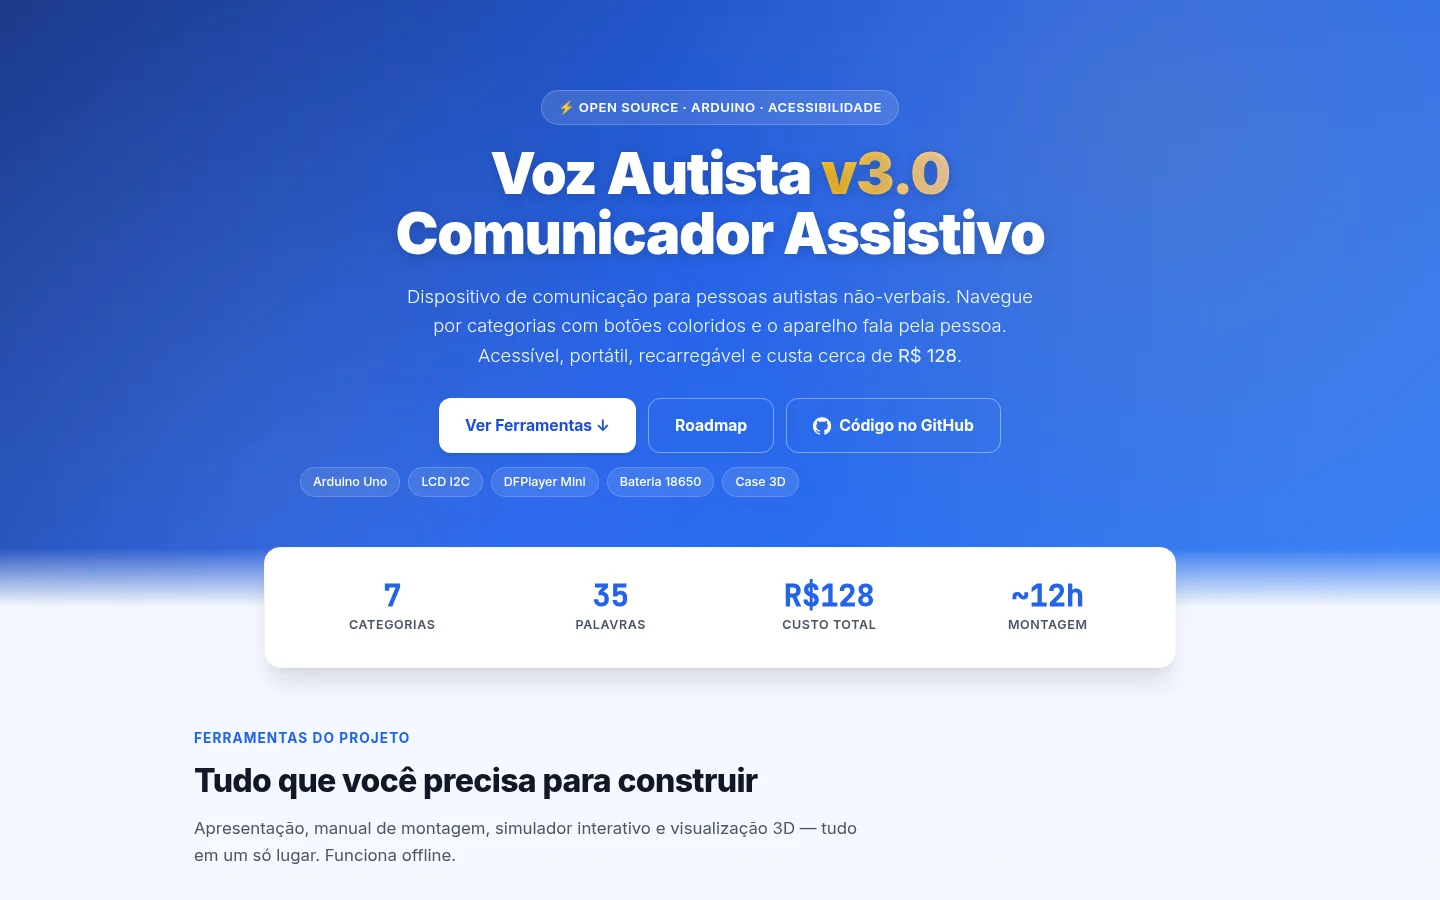 ⚡ OPEN SOURCE · ARDUINO · ACESSIBILIDADE
Voz Autista v3.0
Comunicador Assistivo
Dispositivo de comunicação para pessoas autistas não-verbais. Navegue
por categorias com botões coloridos e o aparelho fala pela pessoa.
Acessível, portátil, recarregável e custa cerca de R$ 128.
Ver Ferramentas ↓
Roadmap
Código no GitHub
Arduino Uno
LCD I2C
DFPlayer Mini
Bateria 18650
Case 3D
7
CATEGORIAS
35
PALAVRAS
R$128
CUSTO TOTAL
~12h
MONTAGEM
FERRAMENTAS DO PROJETO
Tudo que você precisa para construir
Apresentação, manual de montagem, simulador interativo e visualização 3D — tudo
em um só lugar. Funciona offline.